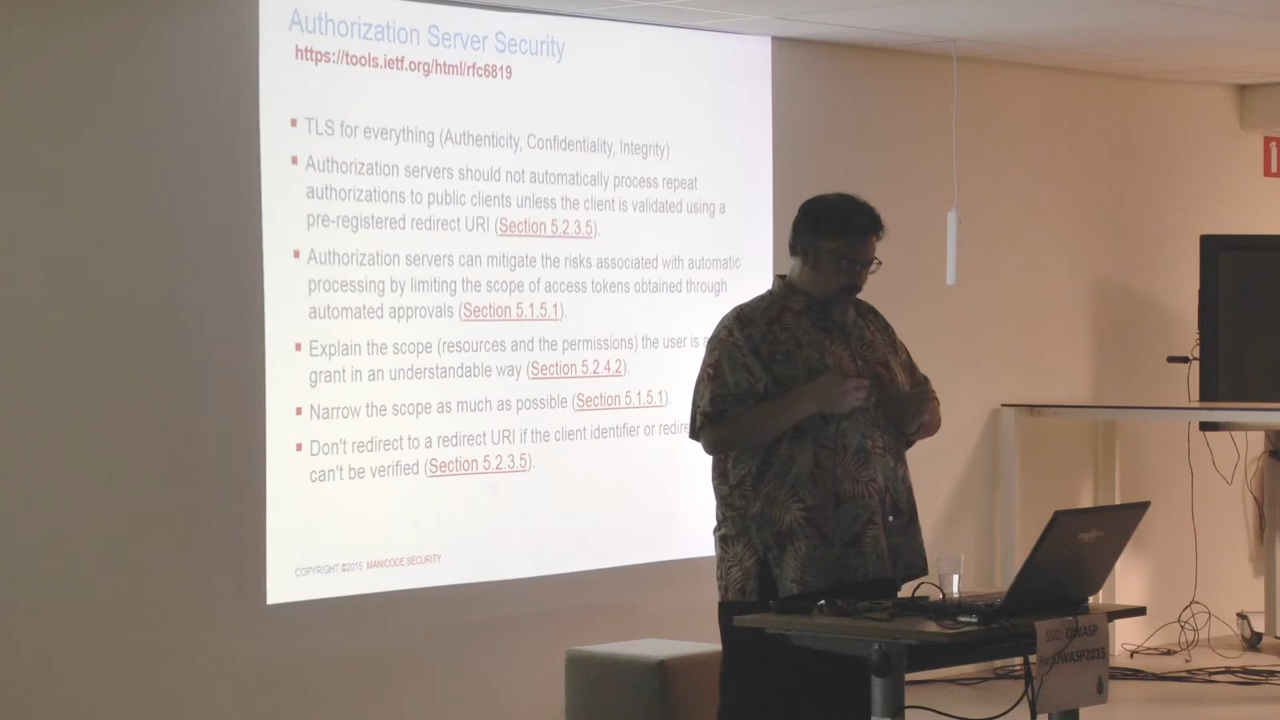 Authorization Server Security
https://tools.ietf.org/html/rfc6819
▪ TLS for everything (Authenticity, Confidentiality, Integrity)
▪ Authorization servers should not automatically process repeat
authorizations to public clients unless the client is validated using a
pre-registered redirect URI (Section 5.2.3.5).
▪ Authorization servers can mitigate the risks associated with automatic
processing by limiting the scope of access tokens obtained through
automated approvals (Section 5.1.5.1).
▪ Explain the scope (resources and the permissions) the user is
grant in an understandable way (Section 5.2.4.2).
▪ Narrow the scope as much as possible (Section 5.1.5.1).
▪ Don't redirect to a redirect URI if the client identifier or
can't be verified (Section 5.2.3.5).
COPYRIGHT ©2015 MANICODE SECURITY
SSID: OWASP
OWASP2015